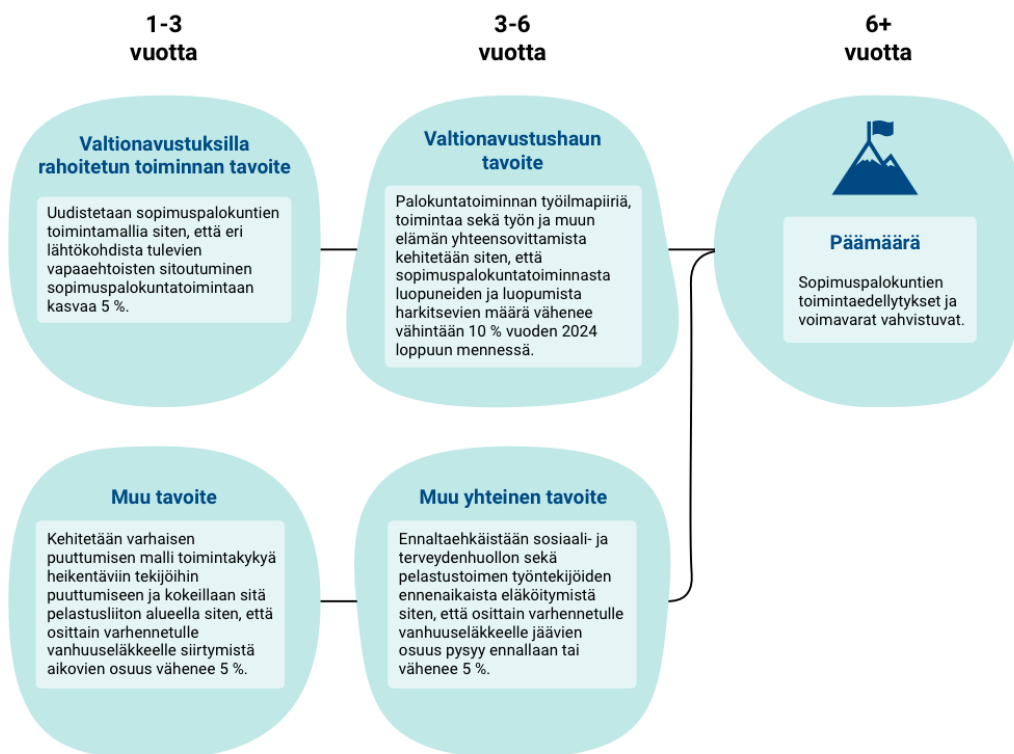 1-3
vuotta
3-6
vuotta
6+
vuotta
Valtionavustuksilla
rahoitetun toiminnan tavoite
Uudistetaan sopimuspalokuntien
toimintamallia siten, että eri
lähtökohdista tulevien
vapaaehtoisten sitoutuminen
sopimuspalokuntatoimintaan
kasvaa 5 %.
Valtionavustushaun
tavoite
Palokuntatoiminnan työilmapiiriä,
toimintaa sekä työn ja muun
elämän yhteensovittamista
kehitetään siten, että
sopimuspalokuntatoiminnasta
luopuneiden ja luopumista
harkitsevien määrä vähenee
vähintään 10 % vuoden 2024
loppuun mennessä.
Päämäärä
Sopimuspalokuntien
toimintaedellytykset ja
voimavarat vahvistuvat.
Muu tavoite
Kehitetään varhaisen
puuttumisen malli toimintakykyä
heikentäviin tekijöihin
puuttumiseen ja kokeillaan sitä
pelastusliiton alueella siten, että
osittain varhennetulle
vanhuuseläkkeelle siirtymistä
aikovien osuus vähenee 5 %.
Muu yhteinen tavoite
Ennaltaehkäistään sosiaali- ja
terveydenhuollon sekä
pelastustoimen työntekijöiden
ennenaikaista eläköitymistä
siten, että osittain varhennetulle
vanhuuseläkkeelle jäävien
osuus pysyy ennallaan tai
vähenee 5 %.